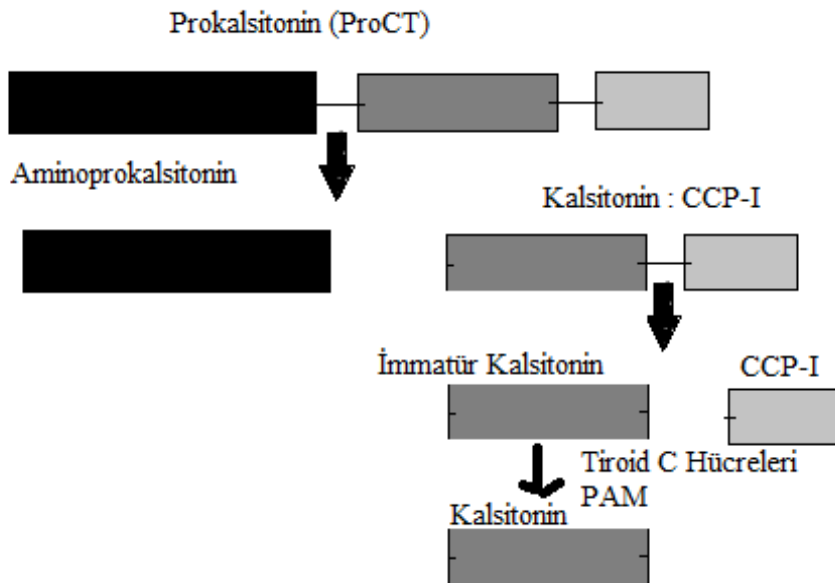 Prokalsitonin (ProCT)
Aminoprokalsitonin
Kalsitonin : CCP-I
İmmatür Kalsitonin
CCP-I
Tiroid C Hücreleri
PAM
Kalsitonin